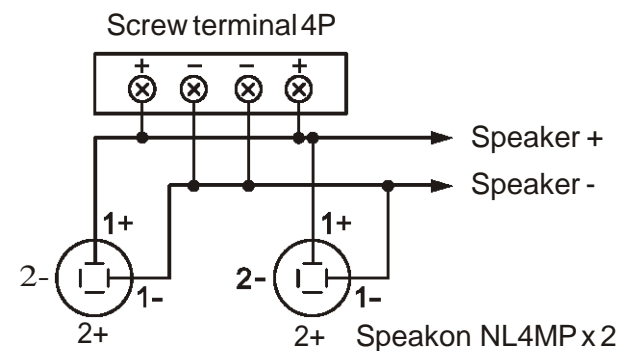 Screw terminal 4P
+ − − +
Speaker +
Speaker -
1+ 1+
2- 1- 2- 1-
2+ 2+ Speakon NL4MP x 2